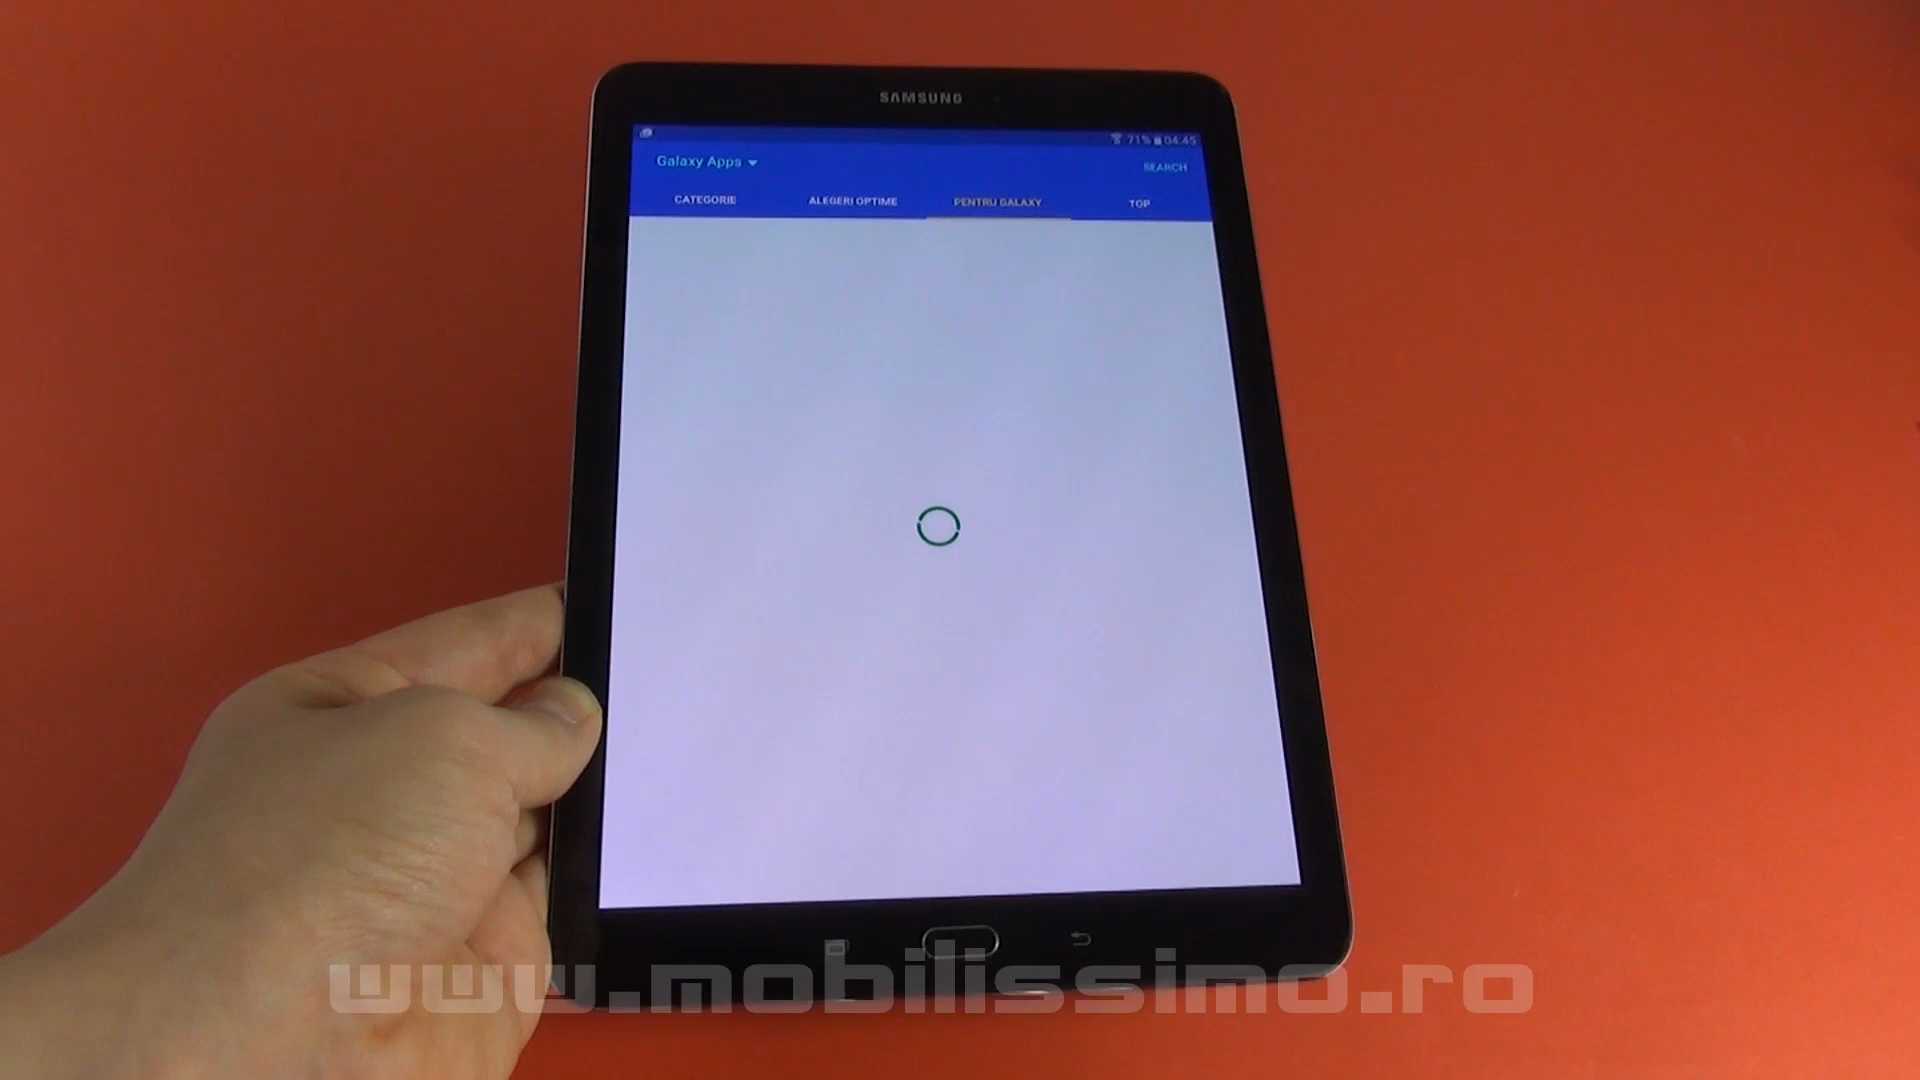 SAMSUNG
71% 04:45
Galaxy Apps
SEARCH
CATEGORIE ALEGERI OPTIME PENTRU GALAXY TOP
www.mobilissimo.ro